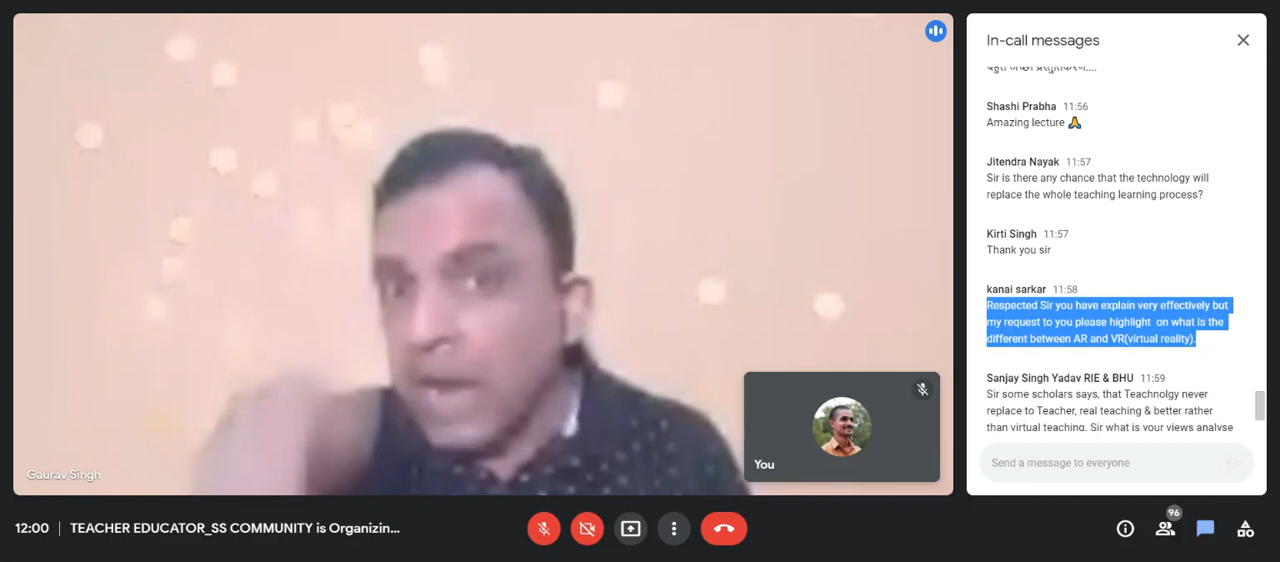 In-call messages
Shashi Prabha 11:56
Amazing lecture 🙏
Jitendra Nayak 11:57
Sir is there any chance that the technology will
replace the whole teaching learning process?
Kirti Singh 11:57
Thank you sir
kanai sarkar 11:58
Respected Sir you have explain very effectively but
my request to you please highlight on what is the
different between AR and VR(virtual reality).
Sanjay Singh Yadav RIE & BHU 11:59
Sir some scholars says, that Teachnolgy never
replace to Teacher, real teaching & better rather
than virtual teaching. Sir what is your views analyse
Send a message to everyone
Gaurav Singh
You
12:00 | TEACHER EDUCATOR_SS COMMUNITY is Organizin...
96